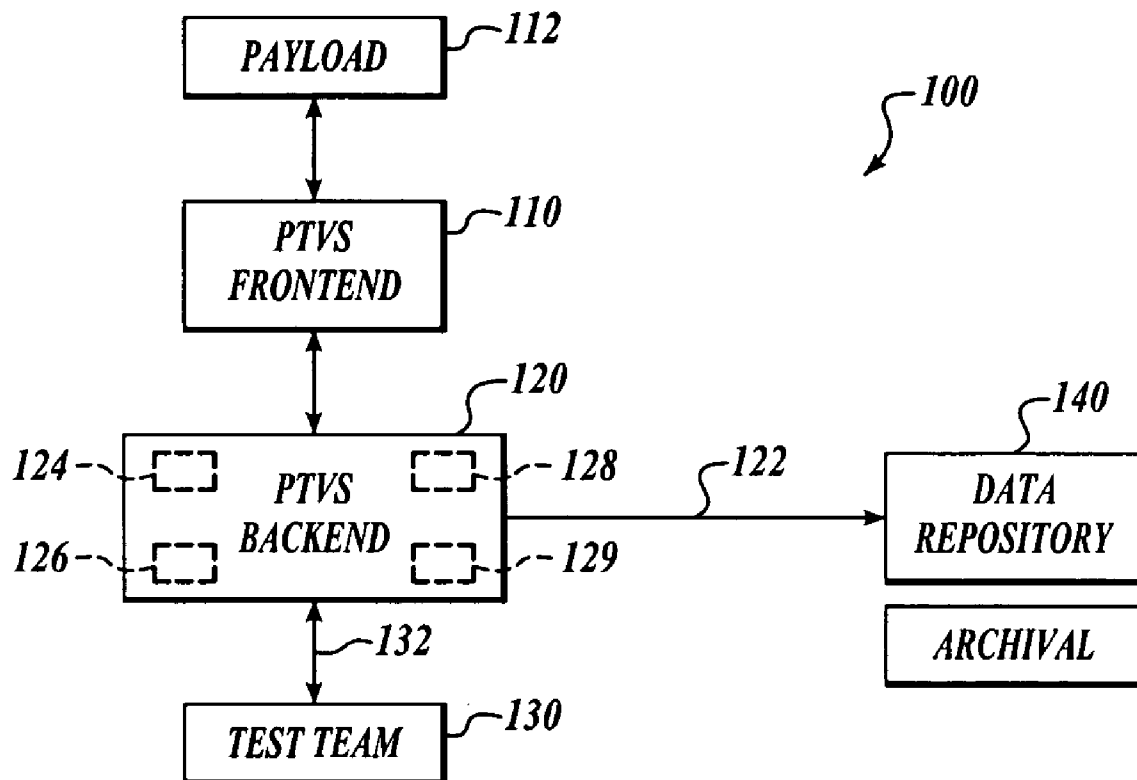 PAYLOAD
112
100
PTVS
FRONTEND
110
120
124
128
PTVS
BACKEND
126
129
122
140
DATA
REPOSITORY
ARCHIVAL
132
TEST TEAM
130